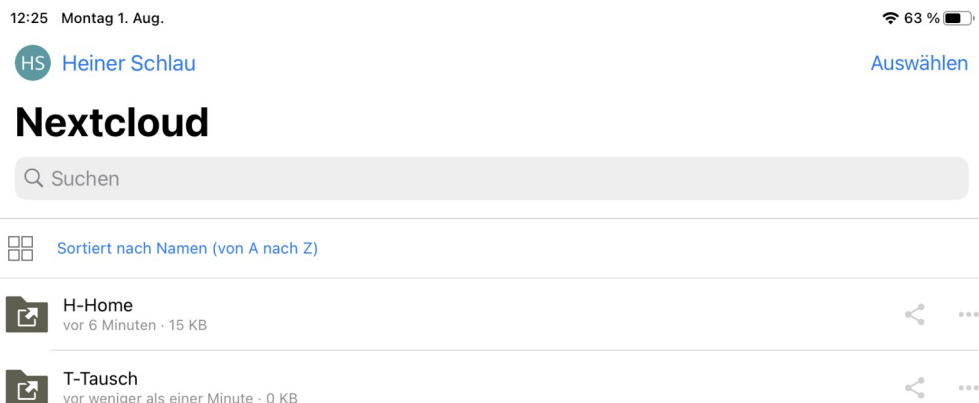 12:25 Montag 1. Aug. 63 %
HS Heiner Schlau Auswählen
Nextcloud
Suchen
Sortiert nach Namen (von A nach Z)
H-Home
vor 6 Minuten · 15 KB
T-Tausch
vor weniger als einer Minute · 0 KB